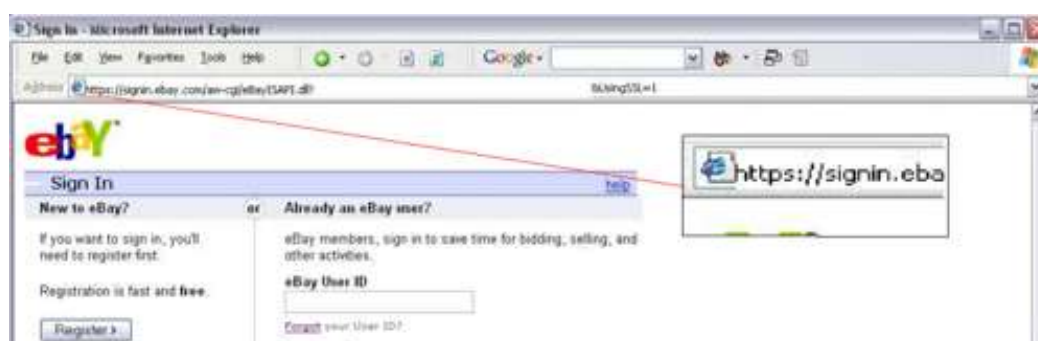 Sign In - Microsoft Internet Explorer
File Edit View Favorites Tools Help
Google
Address https://signin.ebay.com/aw-cgi/eBayISAPI.dll? &UsingSSL=1
https://signin.eba
ebY
Sign In help
New to eBay? or Already an eBay user?
If you want to sign in, you'll
need to register first.
Registration is fast and free.
Register >
eBay members, sign in to save time for bidding, selling, and
other activities.
eBay User ID
Forgot your User ID?